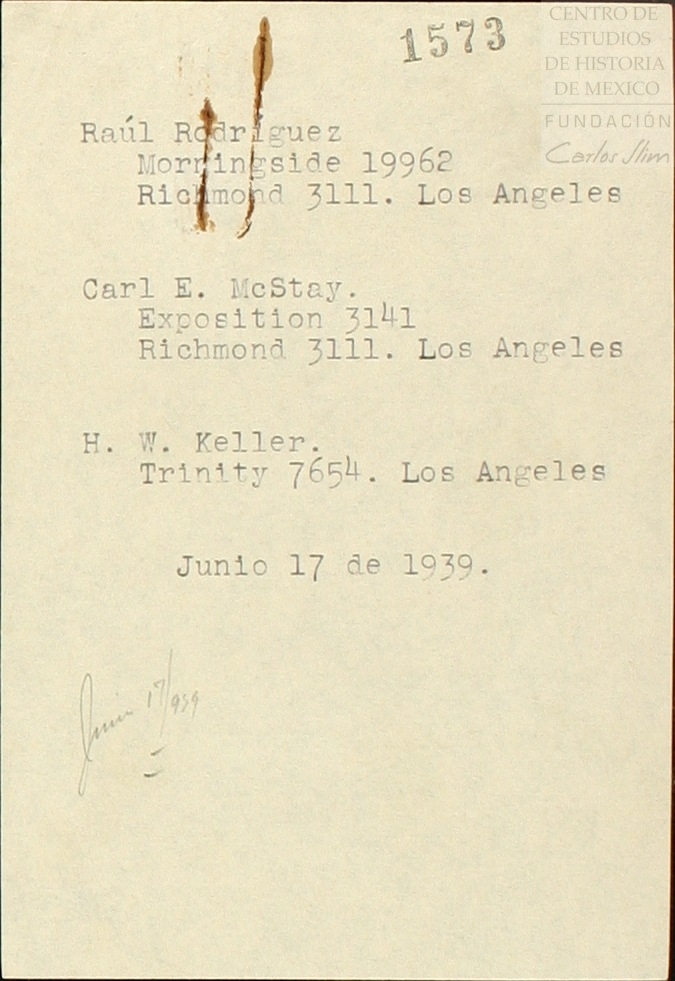 1573
CENTRO DE
ESTUDIOS
DE HISTORIA
DE MEXICO
FUNDACIÓN
Carlos Slim
Raúl Rodríguez
Morningside 19962
Richmond 3111. Los Angeles
Carl E. McStay.
Exposition 3141
Richmond 3111. Los Angeles
H. W. Keller.
Trinity 7654. Los Angeles
Junio 17 de 1939.
Junio 17/939